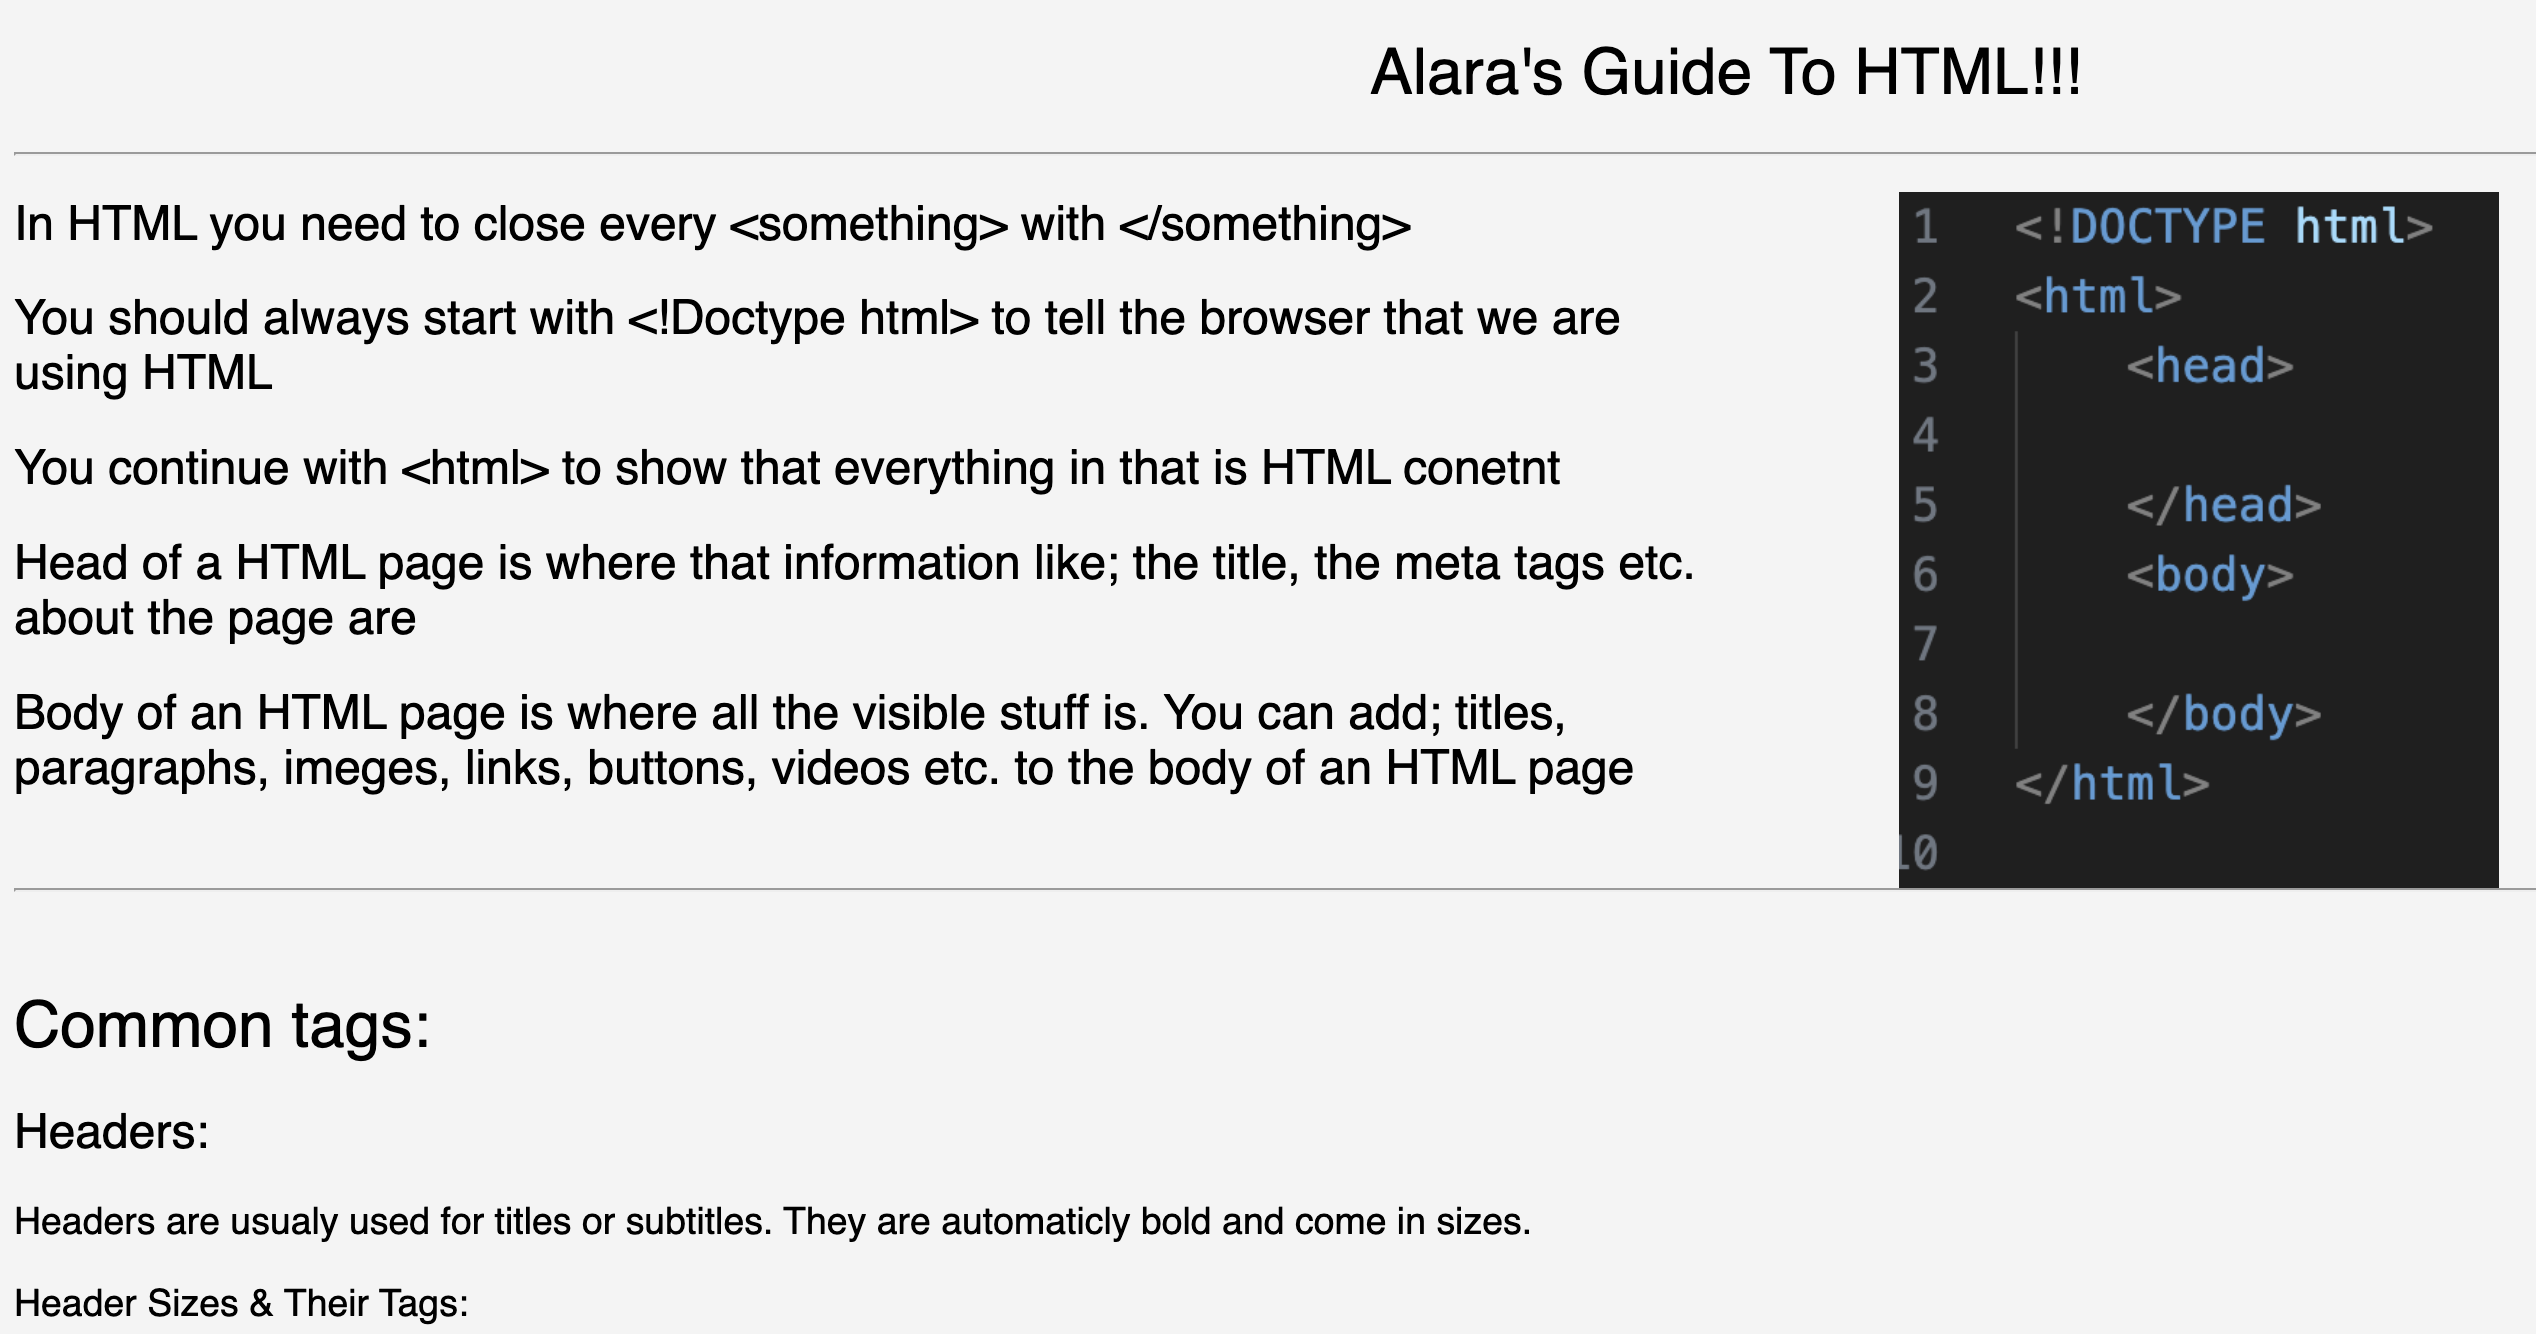 Alara's Guide To HTML!!!
In HTML you need to close every <something> with </something>
You should always start with <!Doctype html> to tell the browser that we are
using HTML
You continue with <html> to show that everything in that is HTML conetnt
Head of a HTML page is where that information like; the title, the meta tags etc.
about the page are
Body of an HTML page is where all the visible stuff is. You can add; titles,
paragraphs, imeges, links, buttons, videos etc. to the body of an HTML page
1 <!DOCTYPE html>
2 <html>
3 <head>
4
5 </head>
6 <body>
7
8 </body>
9 </html>
10
Common tags:
Headers:
Headers are usualy used for titles or subtitles. They are automaticly bold and come in sizes.
Header Sizes & Their Tags: